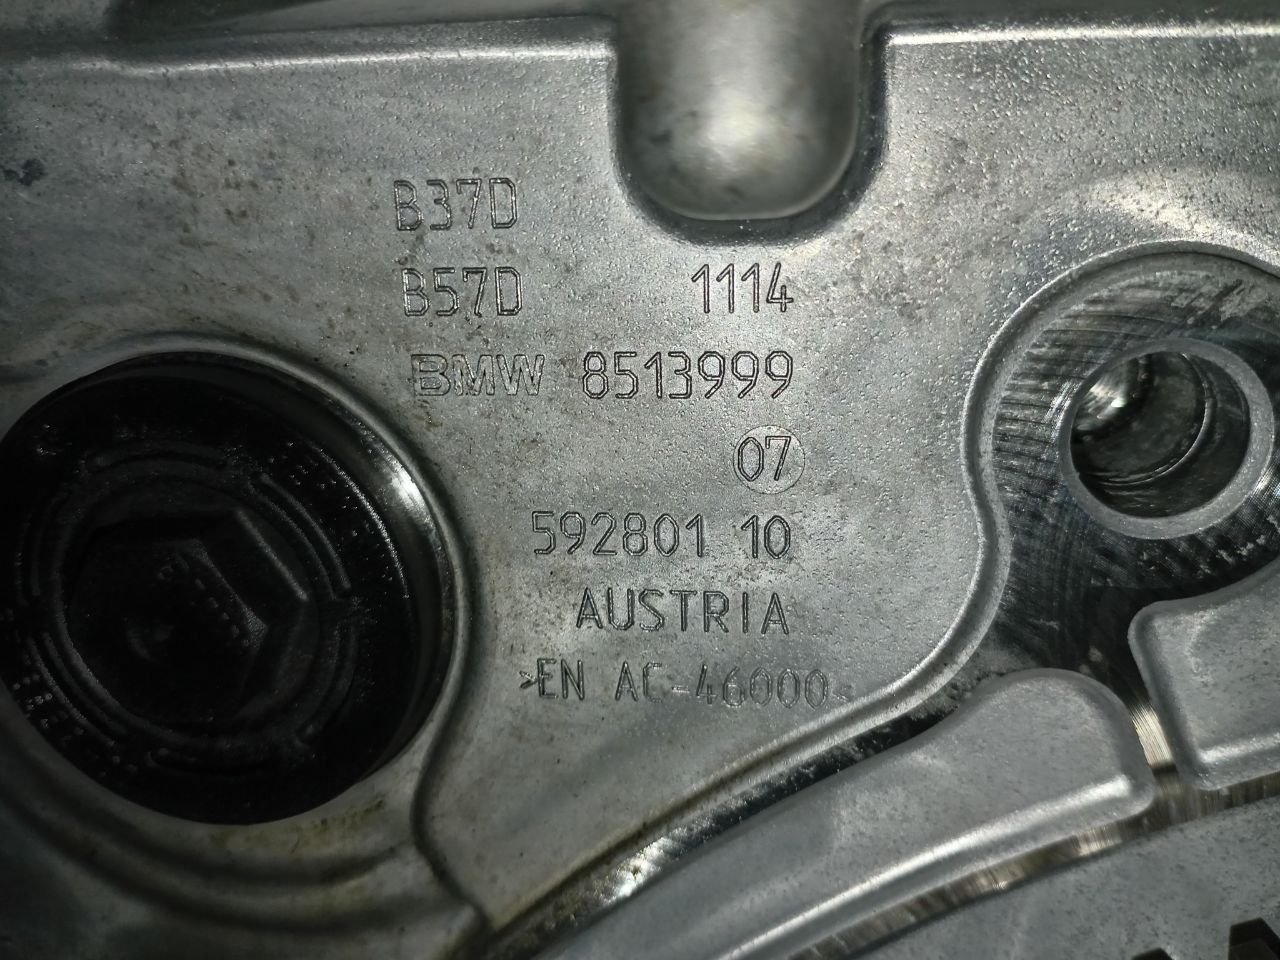 B37D
B57D 1114
BMW 8513999
07
592801 10
AUSTRIA
>EN AC-46000<